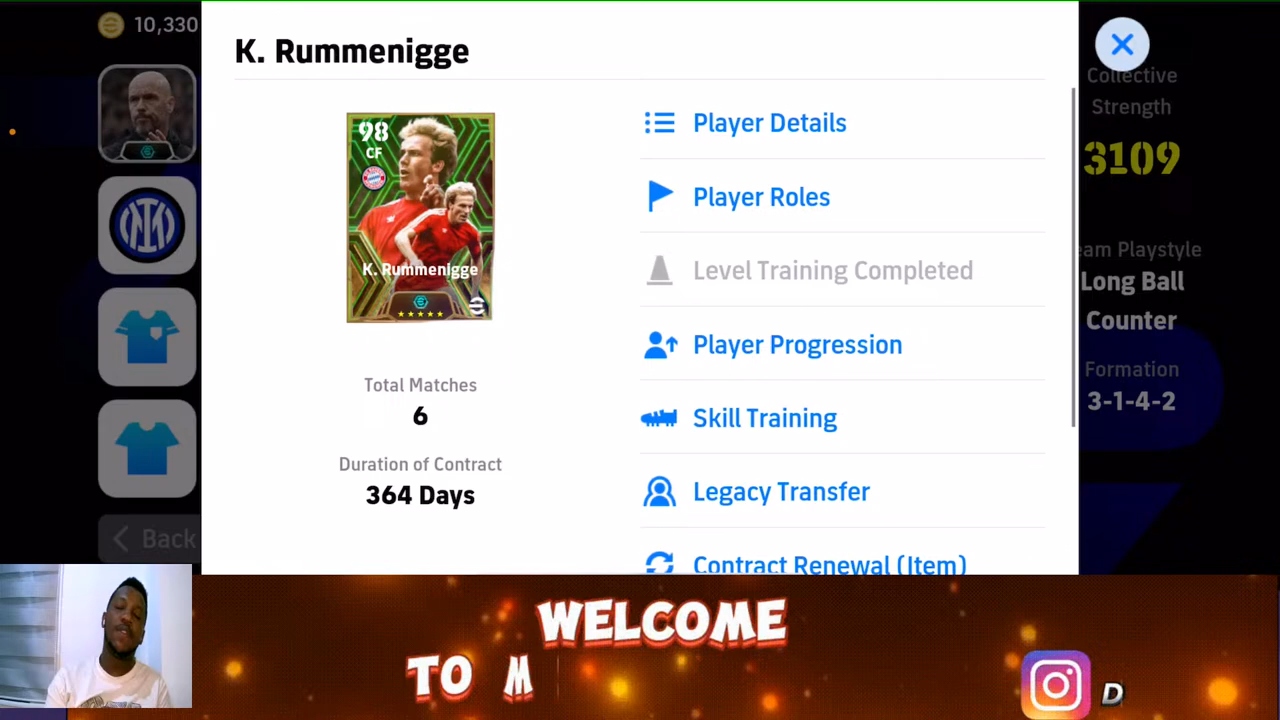 10,330
K. Rummenigge
98
CF
K. Rummenigge
Total Matches
6
Duration of Contract
364 Days
Player Details
Player Roles
Level Training Completed
Player Progression
Skill Training
Legacy Transfer
Contract Renewal (Item)
Collective
Strength
3109
eam Playstyle
Long Ball
Counter
Formation
3-1-4-2
Back
WELCOME
TO M
D